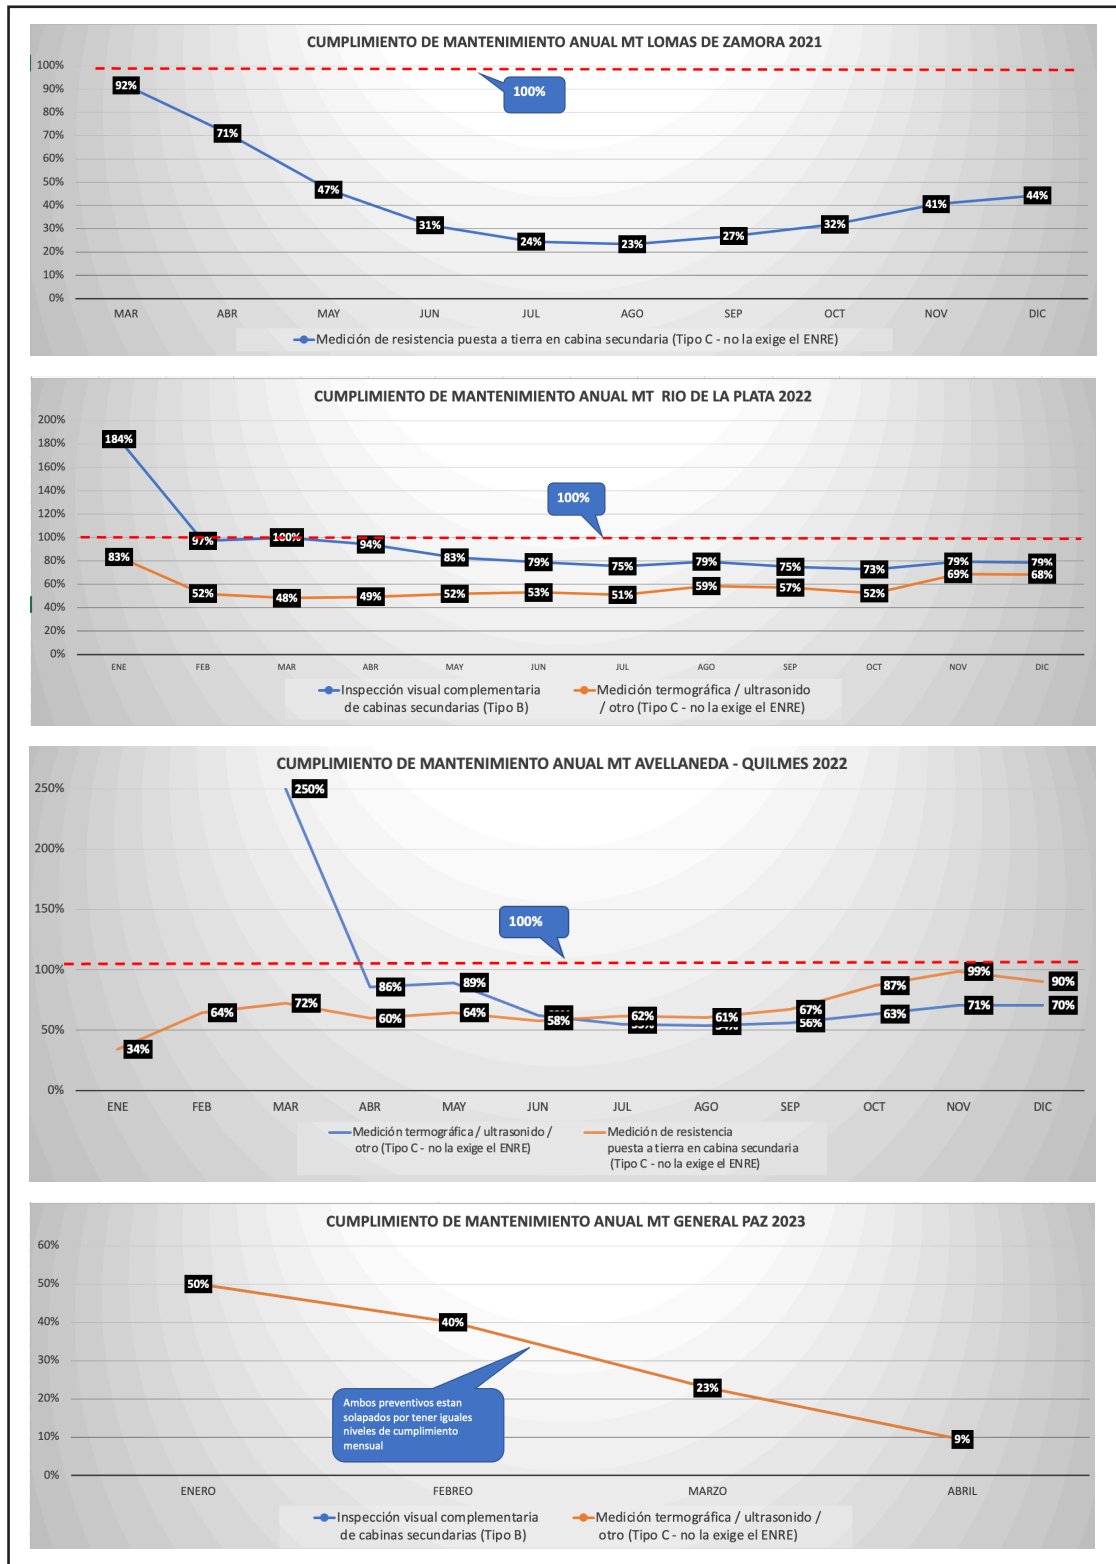 CUMPLIMIENTO DE MANTENIMIENTO ANUAL MT LOMAS DE ZAMORA 2021
100%
90%
80%
70%
60%
50%
40%
30%
20%
10%
0%
100%
92%
71%
47%
31%
24%
23%
27%
32%
41%
44%
MAR ABR MAY JUN JUL AGO SEP OCT NOV DIC
Medición de resistencia puesta a tierra en cabina secundaria (Tipo C - no la exige el ENRE)
CUMPLIMIENTO DE MANTENIMIENTO ANUAL MT RIO DE LA PLATA 2022
200%
180%
160%
140%
120%
100%
80%
60%
40%
20%
0%
100%
184% 97% 100% 94% 83% 79% 75% 79% 75% 73% 79% 79%
83% 52% 48% 49% 52% 53% 51% 59% 57% 52% 69% 68%
ENE FEB MAR ABR MAY JUN JUL AGO SEP OCT NOV DIC
Inspección visual complementaria
de cabinas secundarias (Tipo B)
Medición termográfica / ultrasonido
/ otro (Tipo C - no la exige el ENRE)
CUMPLIMIENTO DE MANTENIMIENTO ANUAL MT AVELLANEDA - QUILMES 2022
250%
200%
150%
100%
50%
0%
100%
250% 86% 89% 54% 56% 63% 71% 70%
34% 64% 72% 60% 64% 58% 62% 61% 67% 87% 99% 90%
ENE FEB MAR ABR MAY JUN JUL AGO SEP OCT NOV DIC
Medición termográfica / ultrasonido /
otro (Tipo C - no la exige el ENRE)
Medición de resistencia
puesta a tierra en cabina secundaria
(Tipo C - no la exige el ENRE)
CUMPLIMIENTO DE MANTENIMIENTO ANUAL MT GENERAL PAZ 2023
60%
50%
40%
30%
20%
10%
0%
50%
40%
23%
9%
Ambos preventivos estan
solapados por tener iguales
niveles de cumplimiento
mensual
ENERO FEBREO MARZO ABRIL
Inspección visual complementaria
de cabinas secundarias (Tipo B)
Medición termográfica / ultrasonido /
otro (Tipo C - no la exige el ENRE)